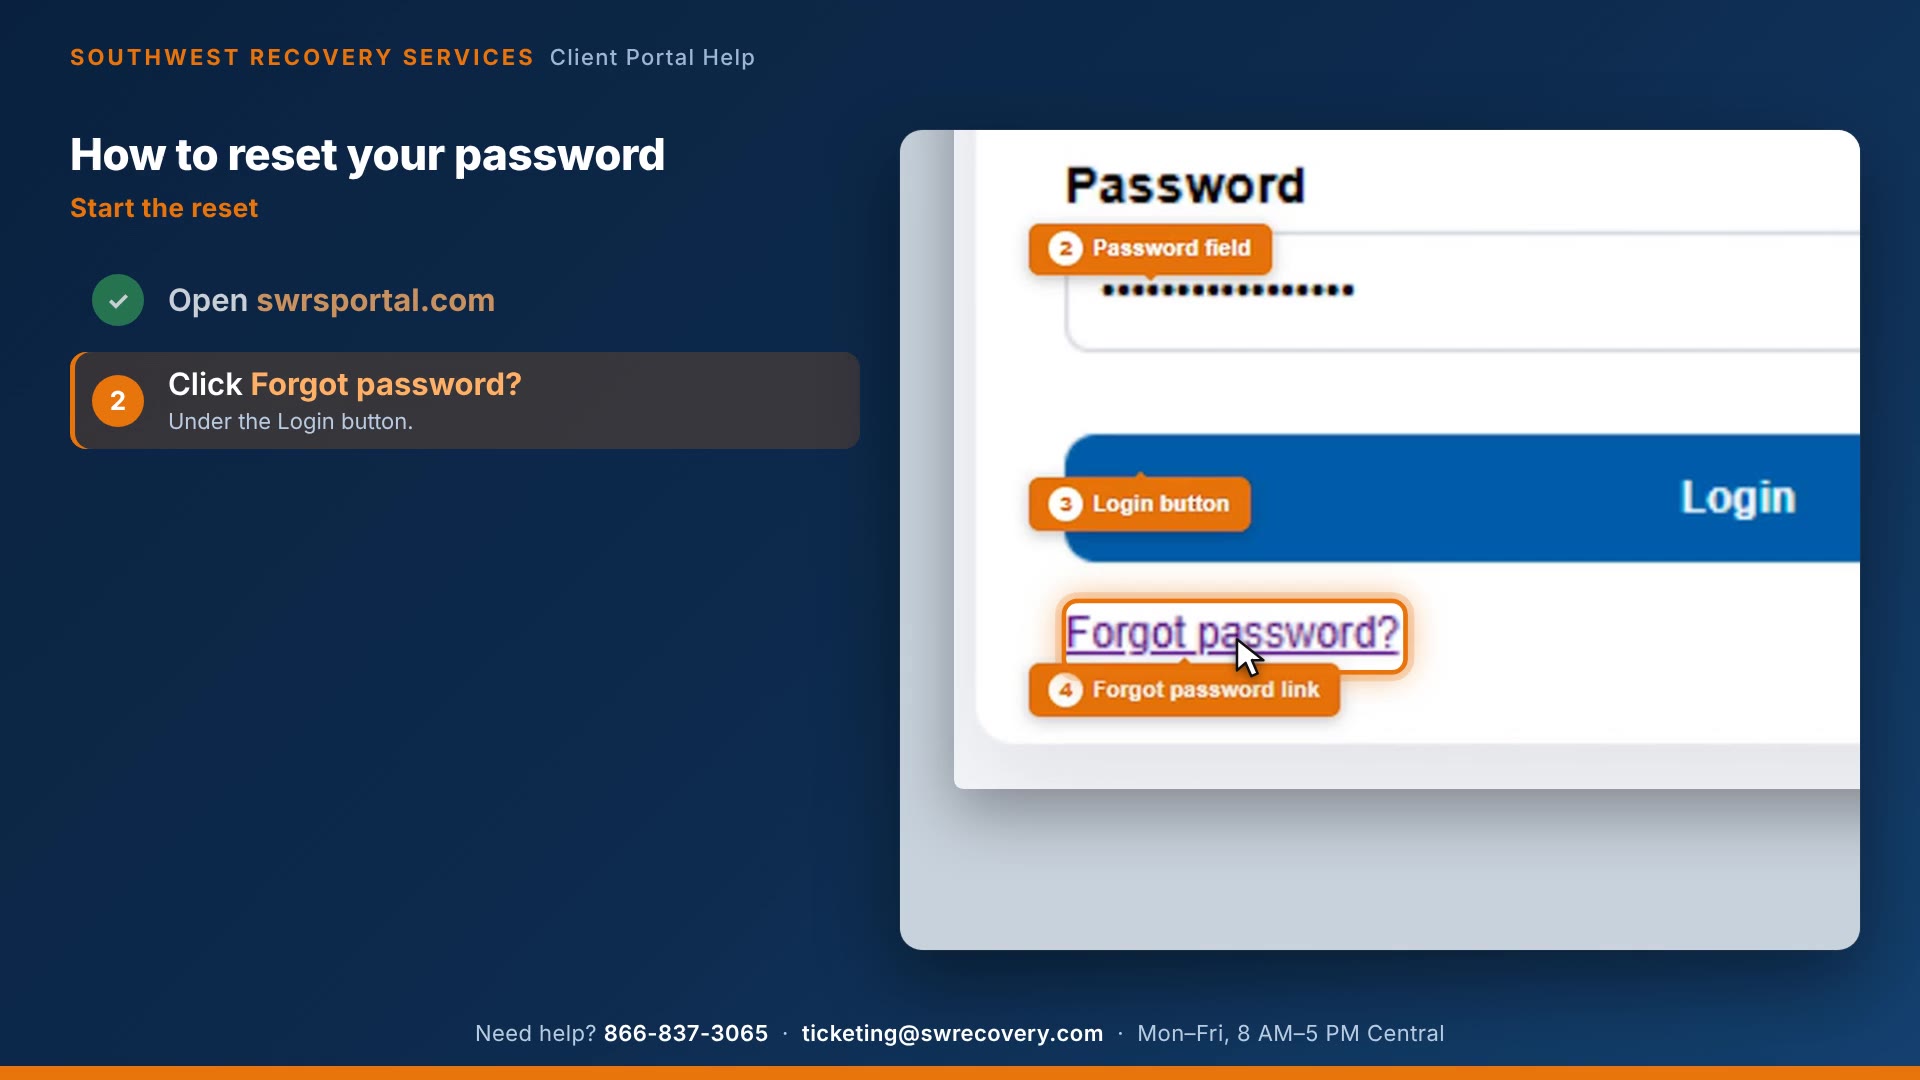 SOUTHWEST RECOVERY SERVICES Client Portal Help
How to reset your password
Start the reset
Open swrsportal.com
2 Click Forgot password?
Under the Login button.
Password
2 Password field
•••••••••••••••••
Login
3 Login button
Forgot password?
4 Forgot password link
Need help? 866-837-3065 · ticketing@swrecovery.com · Mon–Fri, 8 AM–5 PM Central